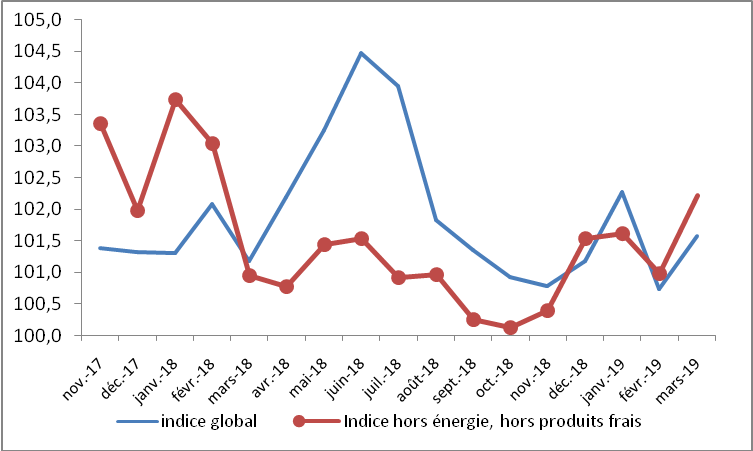 105,0
104,5
104,0
103,5
103,0
102,5
102,0
101,5
101,0
100,5
100,0
nov.-17
déc.-17
janv.-18
févr.-18
mars-18
avr.-18
mai-18
juin-18
juil.-18
août-18
sept.-18
oct.-18
nov.-18
déc.-18
janv.-19
févr.-19
mars-19
indice global
Indice hors énergie, hors produits frais